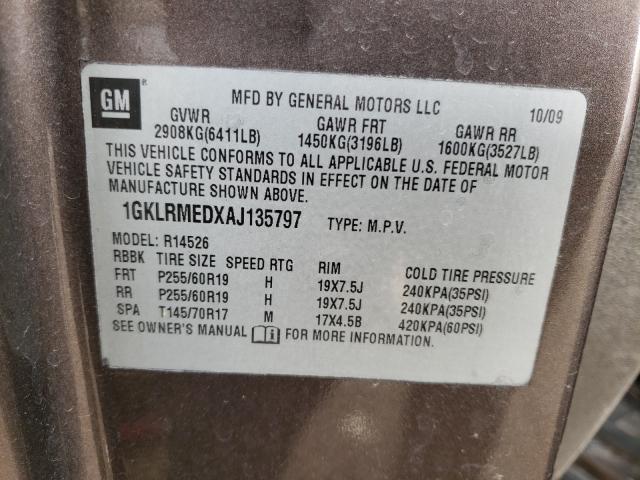 GM ®
MFD BY GENERAL MOTORS LLC 10/09
GVWR GAWR FRT GAWR RR
2908KG(6411LB) 1450KG(3196LB) 1600KG(3527LB)
THIS VEHICLE CONFORMS TO ALL APPLICABLE U.S. FEDERAL MOTOR
VEHICLE SAFETY STANDARDS IN EFFECT ON THE DATE OF
MANUFACTURE SHOWN ABOVE.
1GKLRMEDXAJ135797 TYPE: M.P.V.
MODEL: R14526
RBBK TIRE SIZE SPEED RTG RIM COLD TIRE PRESSURE
FRT P255/60R19 H 19X7.5J 240KPA(35PSI)
RR P255/60R19 H 19X7.5J 240KPA(35PSI)
SPA T145/70R17 M 17X4.5B 420KPA(60PSI)
SEE OWNER'S MANUAL i FOR MORE INFORMATION.